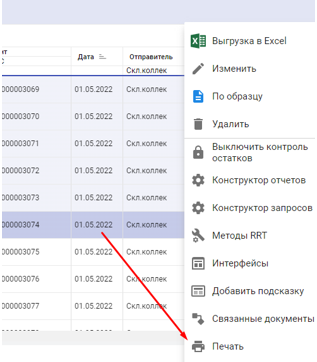 нт
Дата
Отправитель
С
Скл.коллек
000003069 01.05.2022 Скл.коллек
000003070 01.05.2022 Скл.коллек
000003071 01.05.2022 Скл.коллек
000003072 01.05.2022 Скл.коллек
000003073 01.05.2022 Скл.коллек
000003074 01.05.2022 Скл.коллек
000003075 01.05.2022 Скл.коллек
000003076 01.05.2022 Скл.коллек
000003077 01.05.2022 Скл.коллек
Выгрузка в Excel
Изменить
По образцу
Удалить
Выключить контроль
остатков
Конструктор отчетов
Конструктор запросов
Методы RRT
Интерфейсы
Добавить подсказку
Связанные документы
Печать